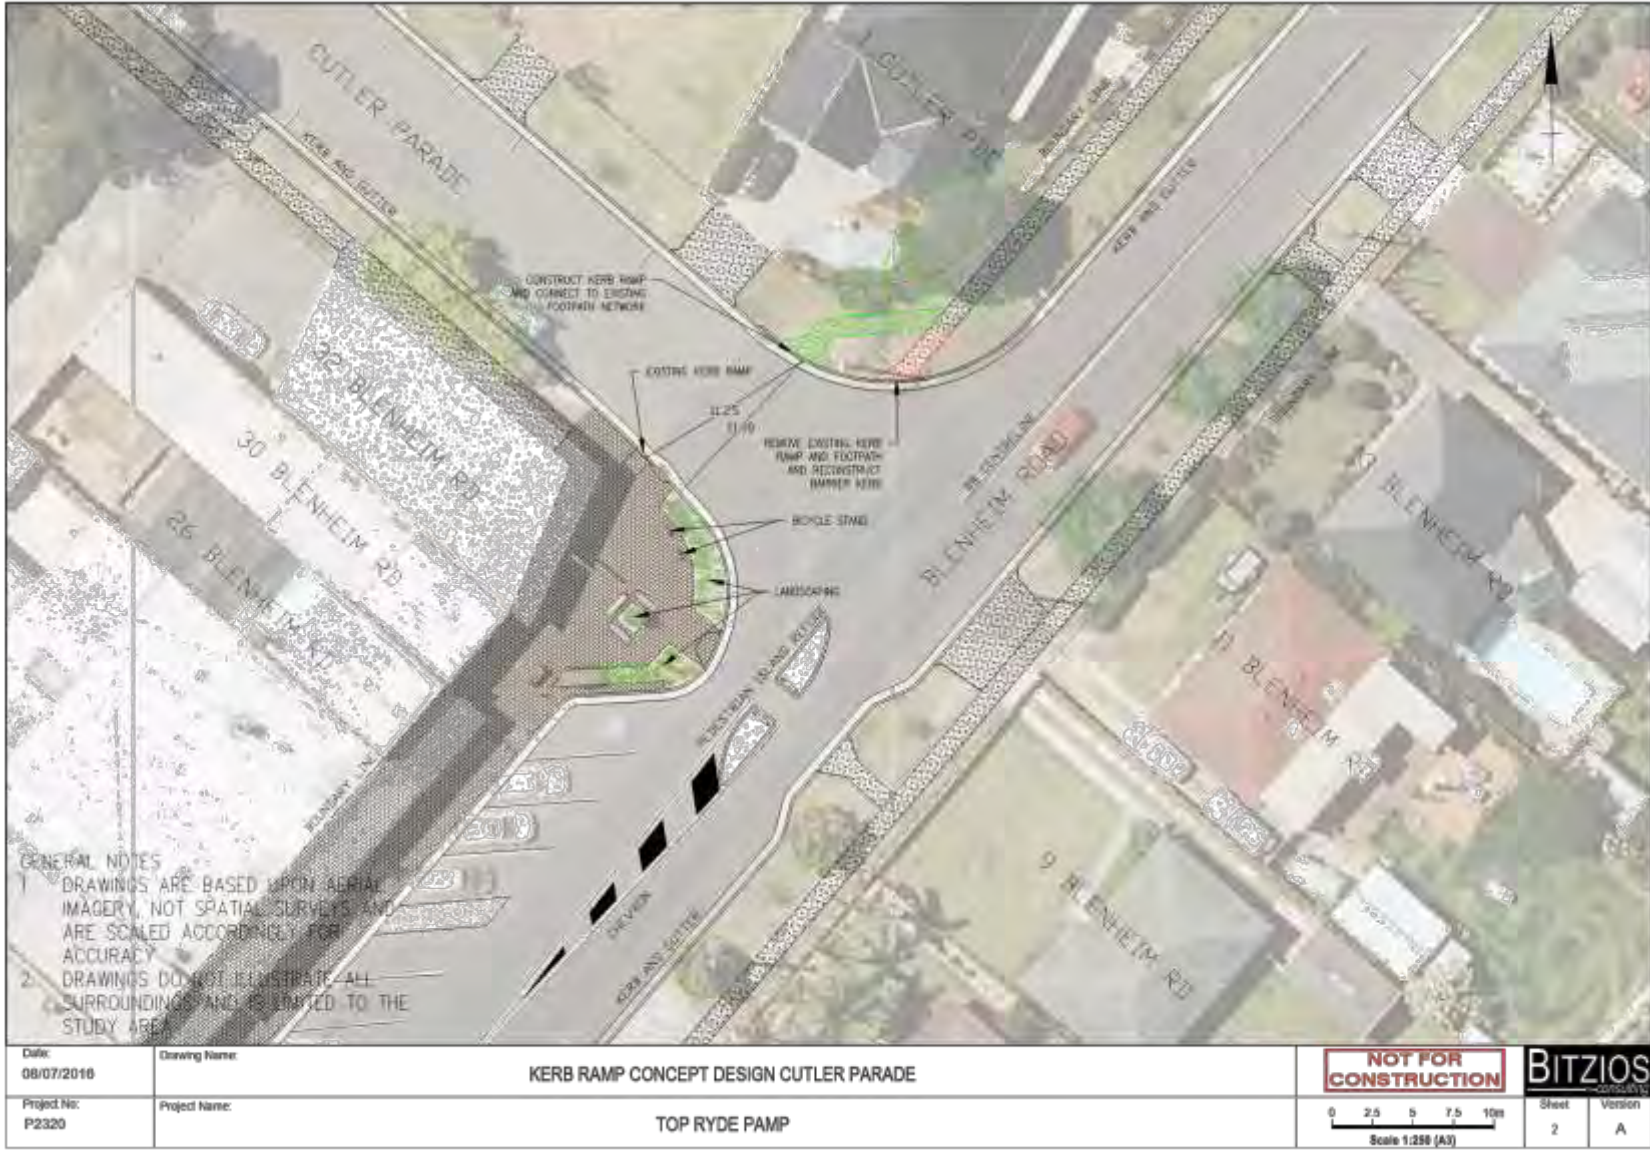 CUTLER PARADE
KERB AND GUTTER
1 CUTLER PDE
BOUNDARY LINE
KERB AND GUTTER
CONSTRUCT KERB RAMP
AND CONNECT TO EXISTING
FOOTPATH NETWORK
EXISTING KERB RAMP
11.25
REMOVE EXISTING KERB
RAMP AND FOOTPATH
AND RECONSTRUCT
BARRIER KERB
BICYCLE STAND
LANDSCAPING
BLENHEIM ROAD
32 BLENHEIM RD
30 BLENHEIM RD
26 BLENHEIM RD
BLENHEIM RD
11 BLENHEIM RD
9 BLENHEIM RD
PEDESTRIAN ISLAND REFUGE
CHEVRON
KERB AND GUTTER
BOUNDARY LINE
GENERAL NOTES
1 DRAWINGS ARE BASED UPON AERIAL
IMAGERY, NOT SPATIAL SURVEYS AND
ARE SCALED ACCORDINGLY FOR
ACCURACY
2. DRAWINGS DO NOT ILLUSTRATE ALL
SURROUNDINGS AND IS LIMITED TO THE
STUDY AREA
Date:
08/07/2016
Drawing Name:
KERB RAMP CONCEPT DESIGN CUTLER PARADE
Project No:
P2320
Project Name:
TOP RYDE PAMP
NOT FOR
CONSTRUCTION
0 2.5 5 7.5 10m
Scale 1:250 (A3)
BITZIOS
consulting
Sheet
2
Version
A